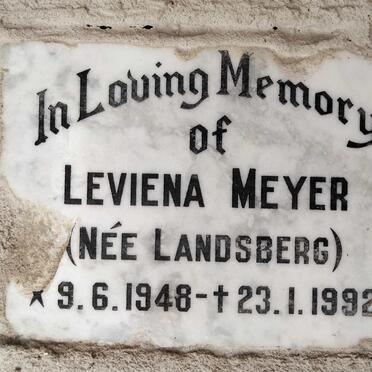 In Loving Memory
of
LEVIENA MEYER
(NÉE LANDSBERG)
★ 9.6.1948-†23.1.1992